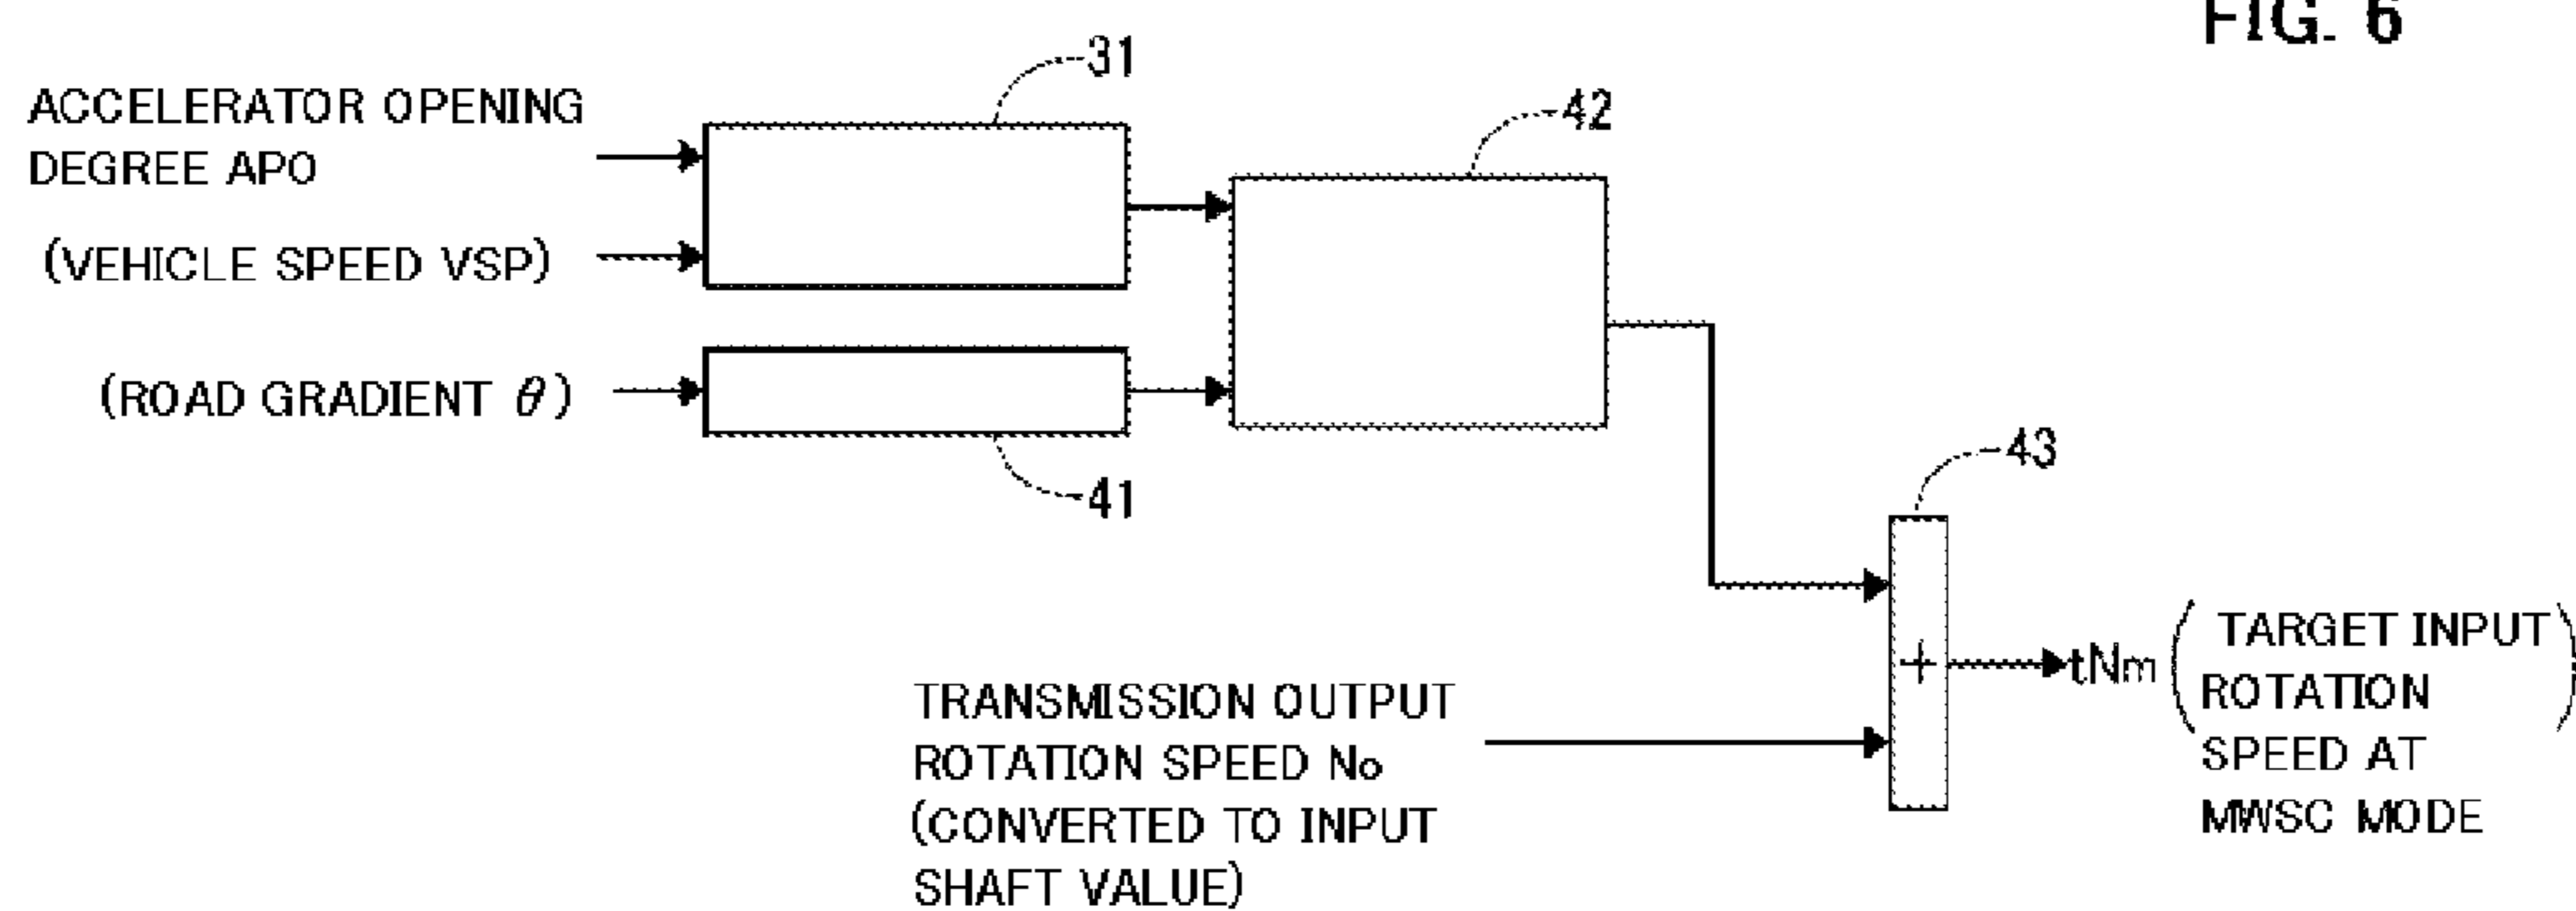 FIG. 6
31
ACCELERATOR OPENING
DEGREE APO
42
(VEHICLE SPEED VSP)
(ROAD GRADIENT θ)
41
43
TRANSMISSION OUTPUT
ROTATION SPEED No
(CONVERTED TO INPUT
SHAFT VALUE)
+
tNm
(TARGET INPUT
ROTATION
SPEED AT
MWSC MODE)